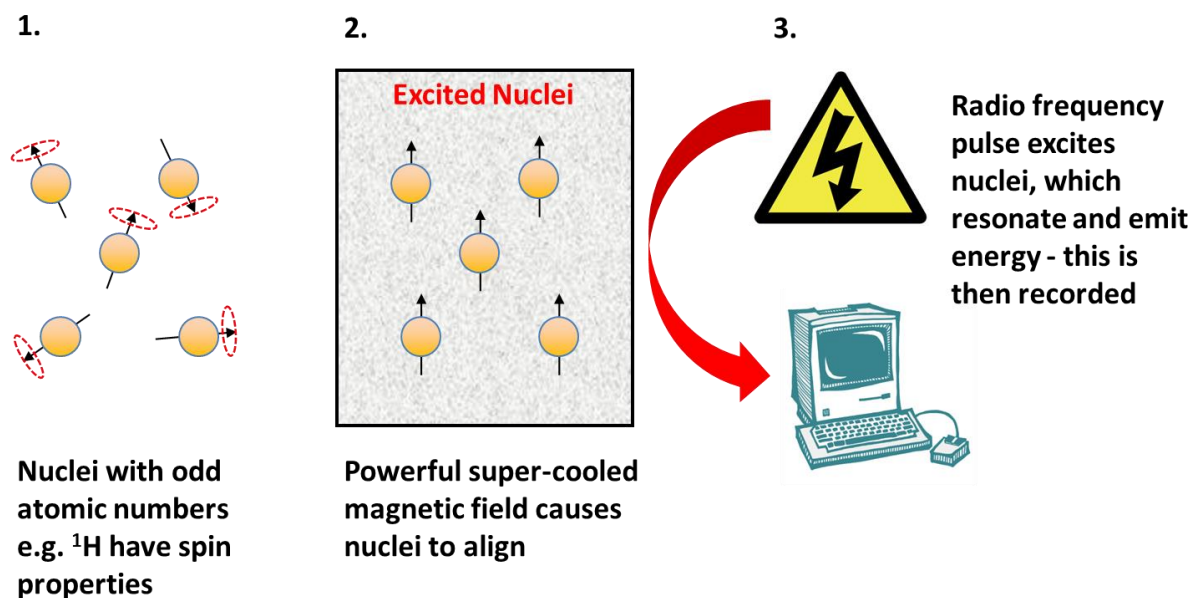 1.
Nuclei with odd
atomic numbers
e.g. ¹H have spin
properties
2.
Excited Nuclei
Powerful super-cooled
magnetic field causes
nuclei to align
3.
Radio frequency
pulse excites
nuclei, which
resonate and emit
energy - this is
then recorded